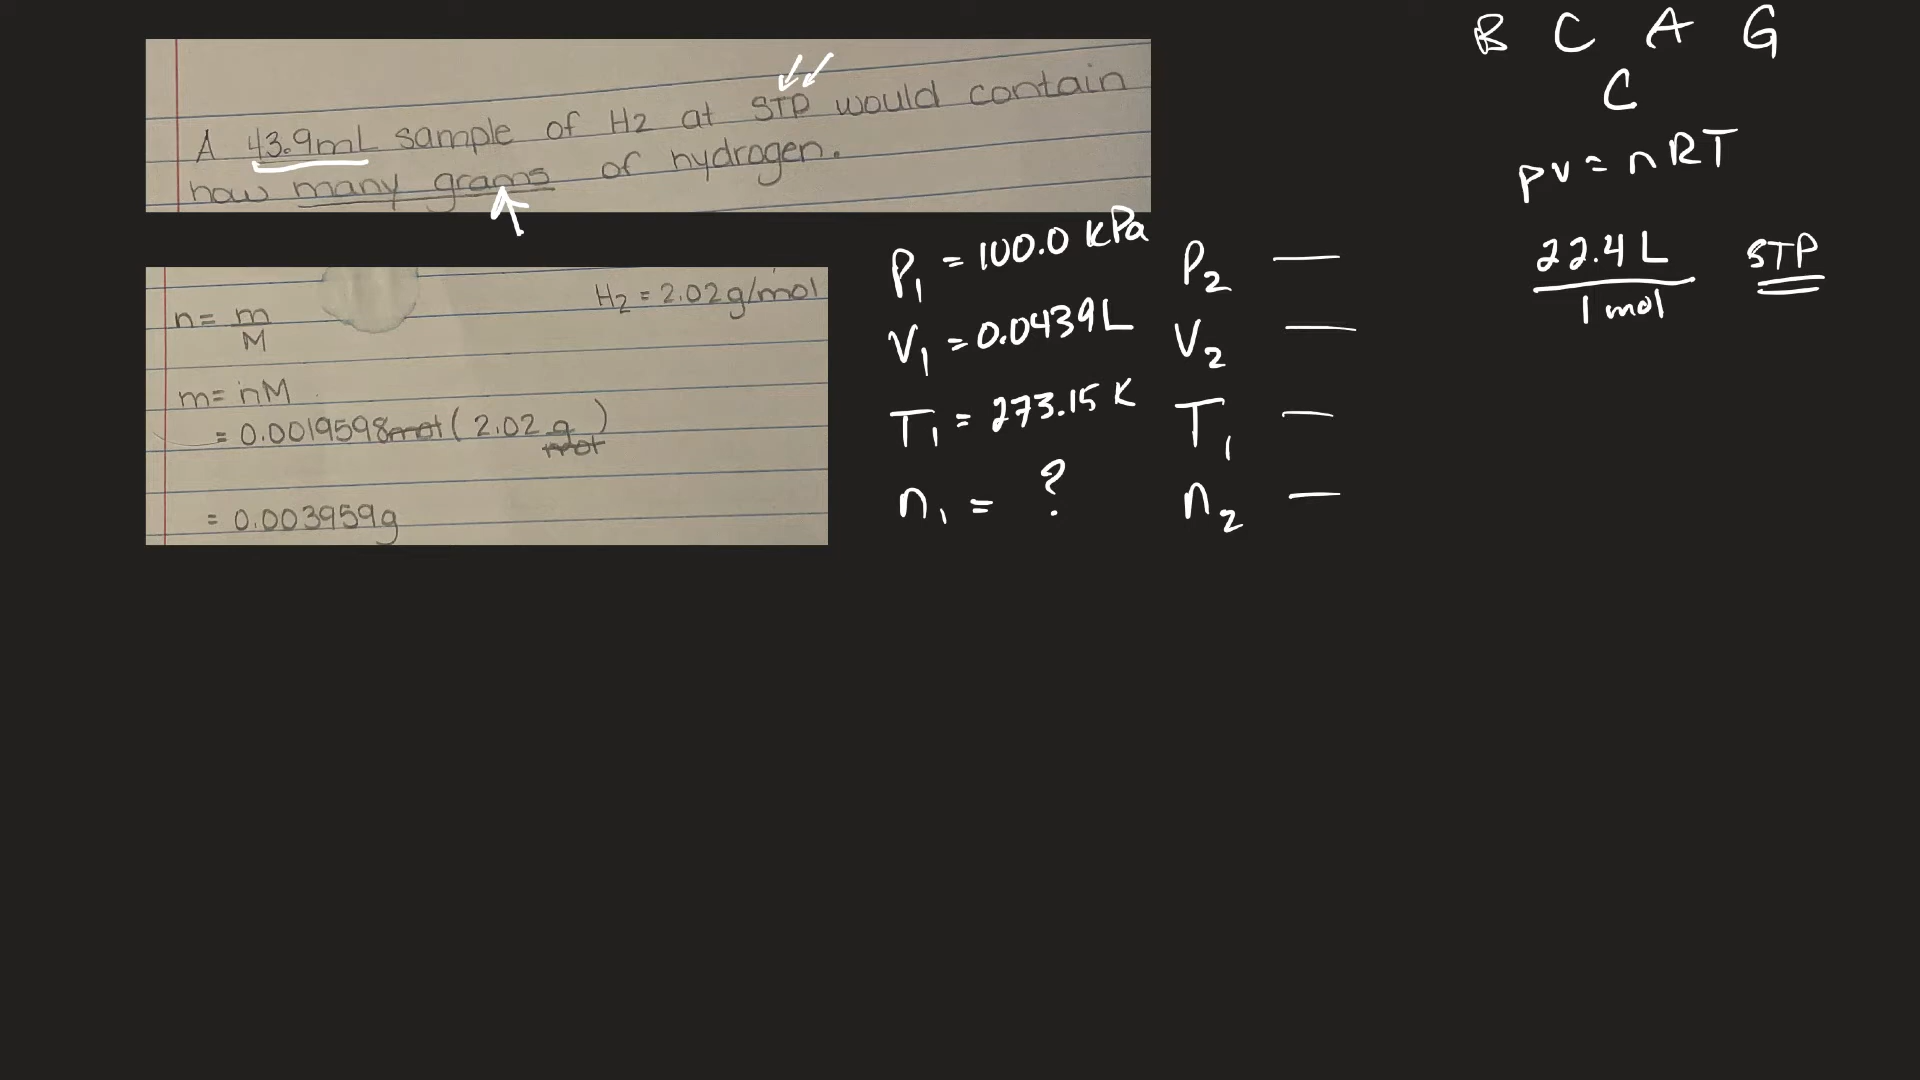 A 43.9mL sample of H2 at STP would contain
how many grams of hydrogen.
n= m/M
H2 = 2.02g/mol
m= nM
= 0.0019598mol ( 2.02 g/mol )
= 0.003959g
P1 = 100.0 kPa
V1 = 0.0439L
T1 = 273.15 K
n1 = ?
P2 —
V2 —
T1 —
n2 —
B C A G
C
PV = nRT
22.4 L / 1 mol STP